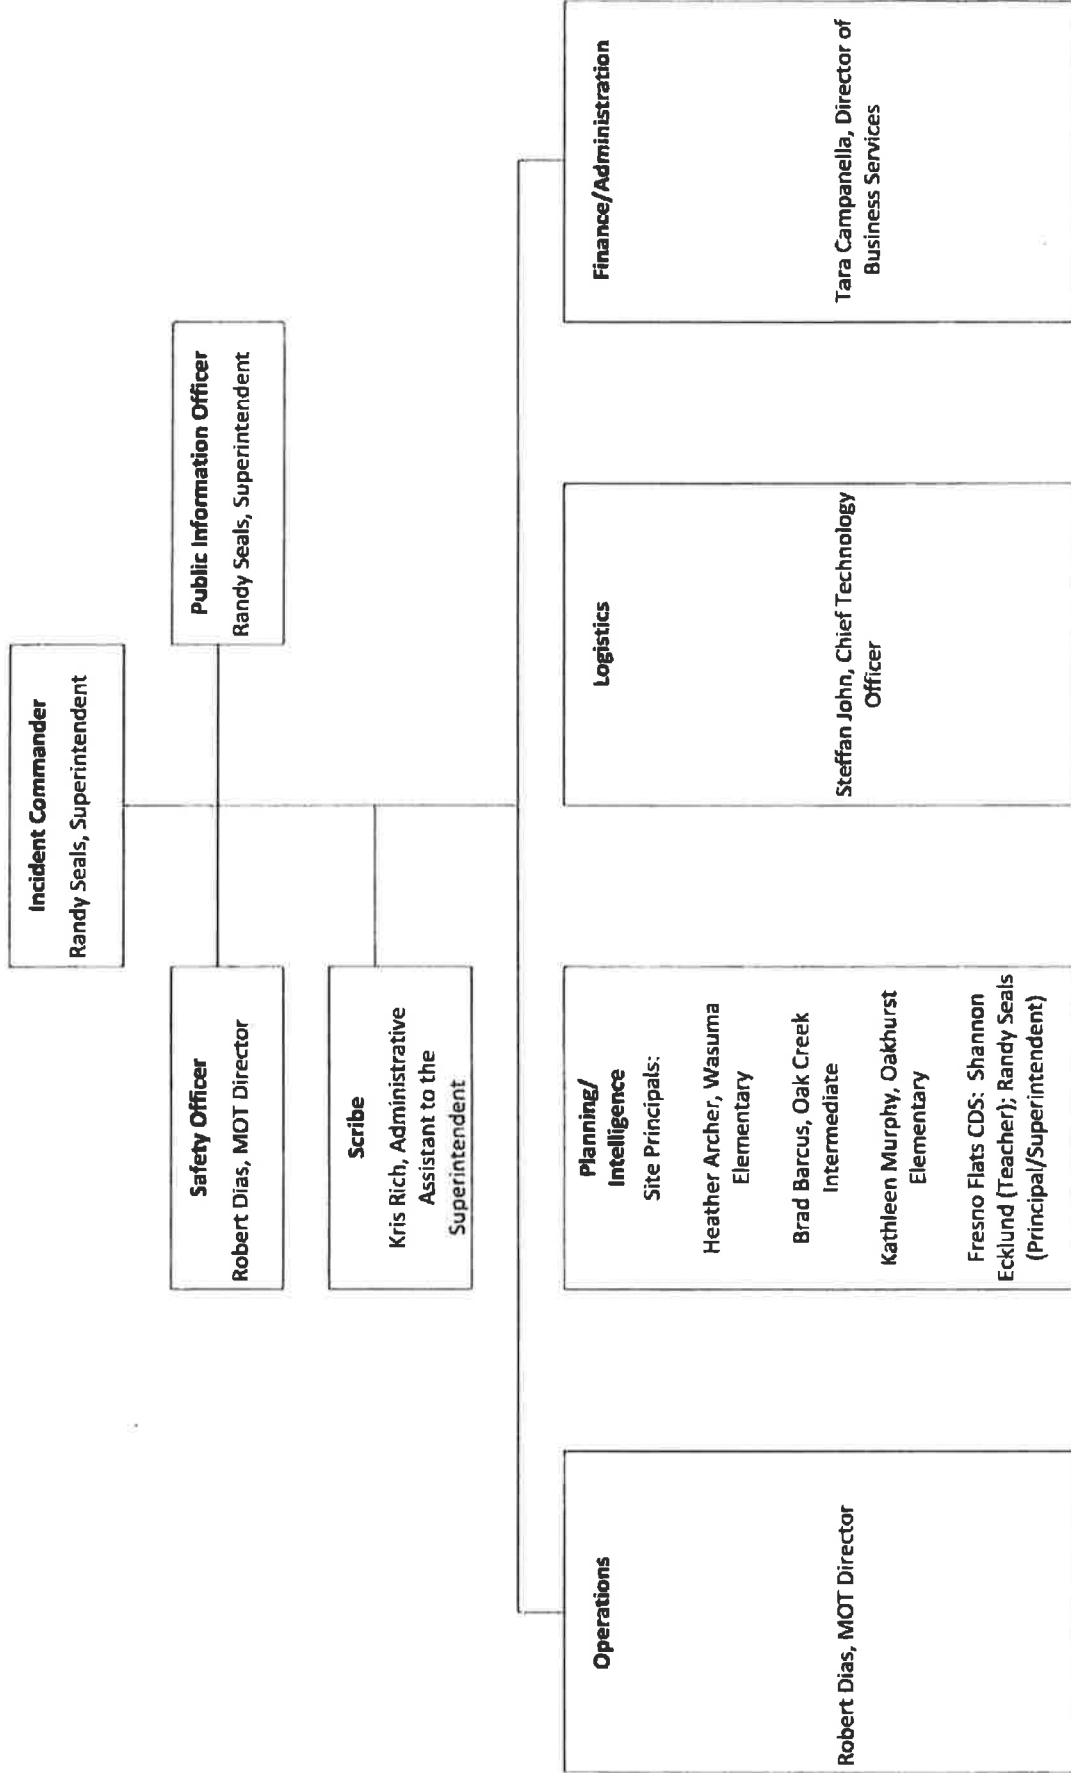 Incident Commander
Randy Seals, Superintendent
Safety Officer
Robert Dias, MOT Director
Public Information Officer
Randy Seals, Superintendent
Scribe
Kris Rich, Administrative
Assistant to the
Superintendent
Operations
Robert Dias, MOT Director
Planning/
Intelligence
Site Principals:
Heather Archer, Wasuma
Elementary
Brad Barcus, Oak Creek
Intermediate
Kathleen Murphy, Oakhurst
Elementary
Fresno Flats CDS:  Shannon
Ecklund (Teacher); Randy Seals
(Principal/Superintendent)
Logistics
Steffan John, Chief Technology
Officer
Finance/Administration
Tara Campanella, Director of
Business Services